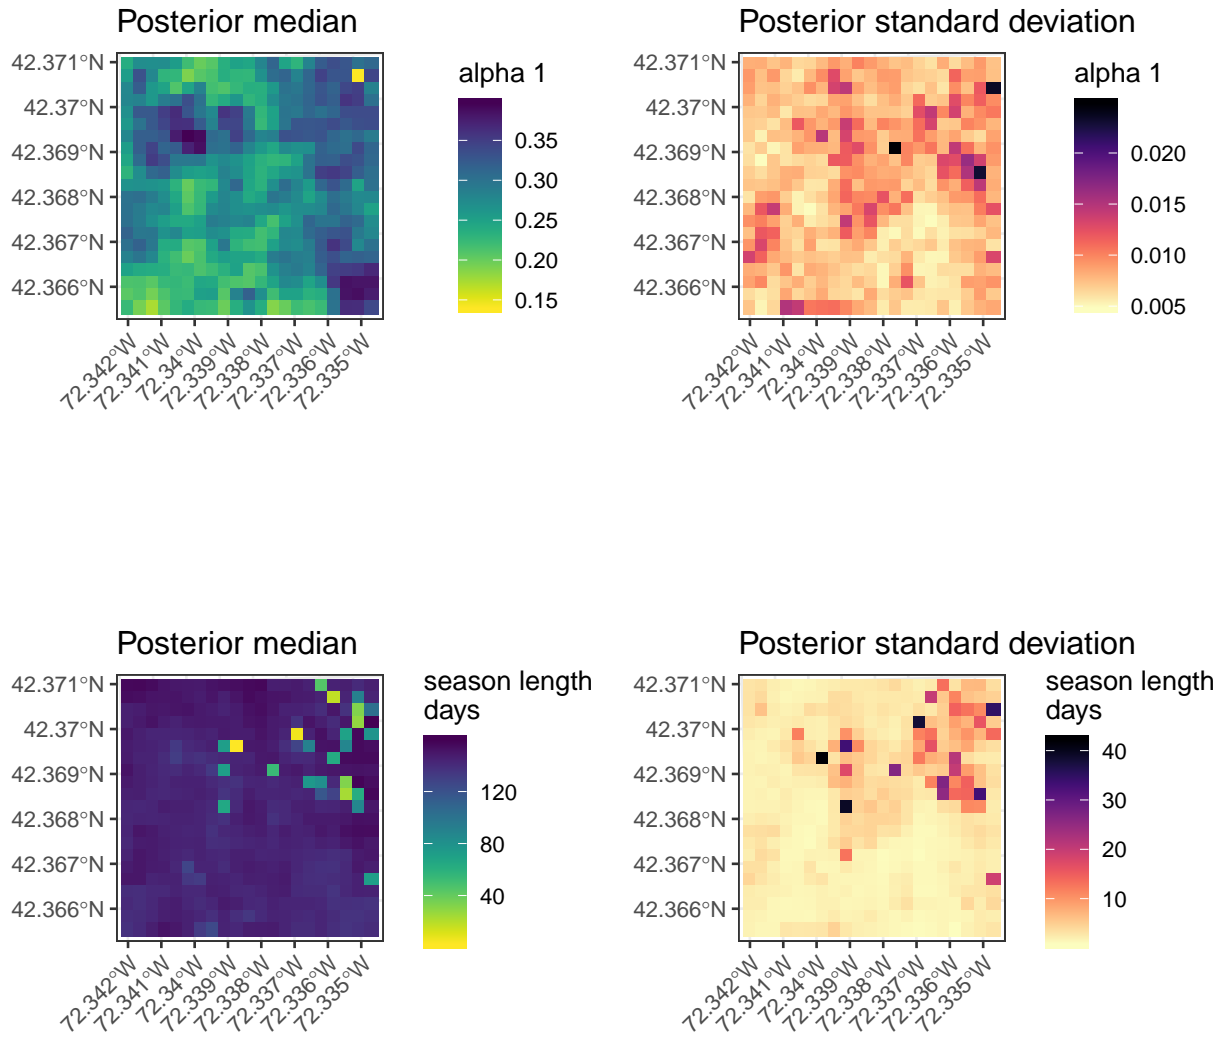 Posterior median
42.371°N
42.37°N
42.369°N
42.368°N
42.367°N
42.366°N
72.342°W
72.341°W
72.34°W
72.339°W
72.338°W
72.337°W
72.336°W
72.335°W
alpha 1
0.35
0.30
0.25
0.20
0.15
Posterior standard deviation
42.371°N
42.37°N
42.369°N
42.368°N
42.367°N
42.366°N
72.342°W
72.341°W
72.34°W
72.339°W
72.338°W
72.337°W
72.336°W
72.335°W
alpha 1
0.020
0.015
0.010
0.005
Posterior median
42.371°N
42.37°N
42.369°N
42.368°N
42.367°N
42.366°N
72.342°W
72.341°W
72.34°W
72.339°W
72.338°W
72.337°W
72.336°W
72.335°W
season length
days
120
80
40
Posterior standard deviation
42.371°N
42.37°N
42.369°N
42.368°N
42.367°N
42.366°N
72.342°W
72.341°W
72.34°W
72.339°W
72.338°W
72.337°W
72.336°W
72.335°W
season length
days
40
30
20
10